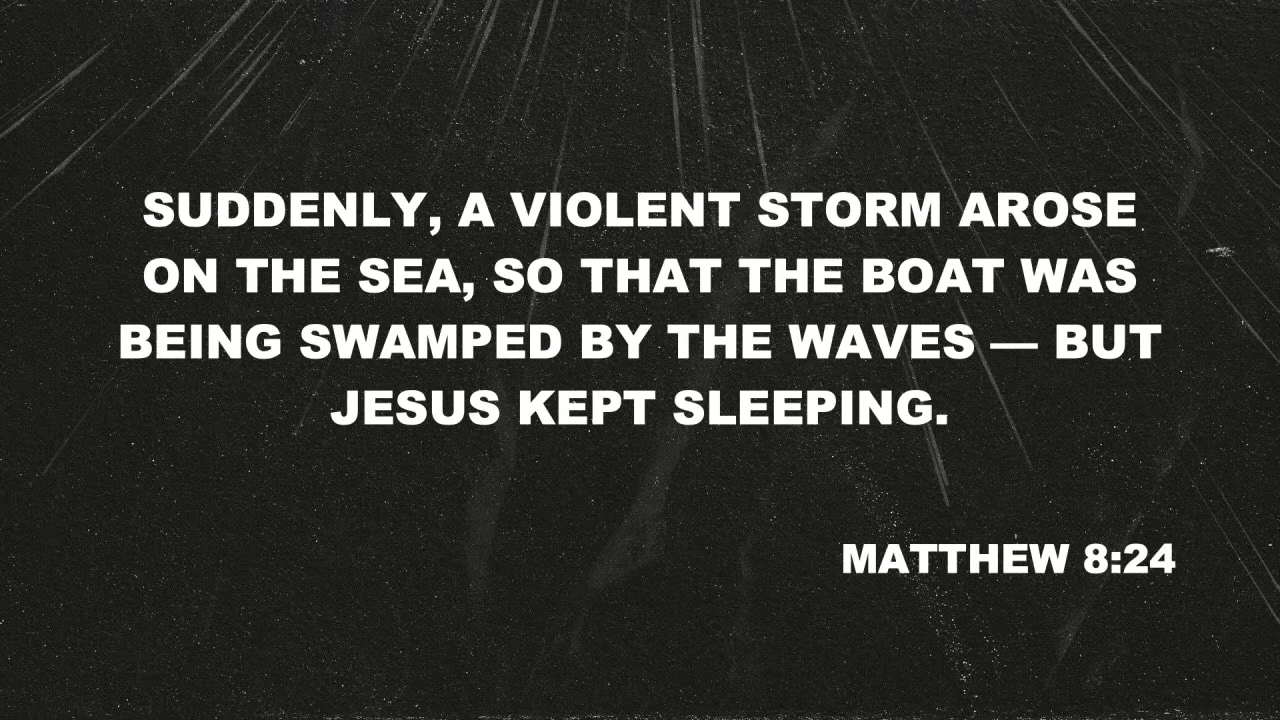 SUDDENLY, A VIOLENT STORM AROSE
ON THE SEA, SO THAT THE BOAT WAS
BEING SWAMPED BY THE WAVES — BUT
JESUS KEPT SLEEPING.
MATTHEW 8:24